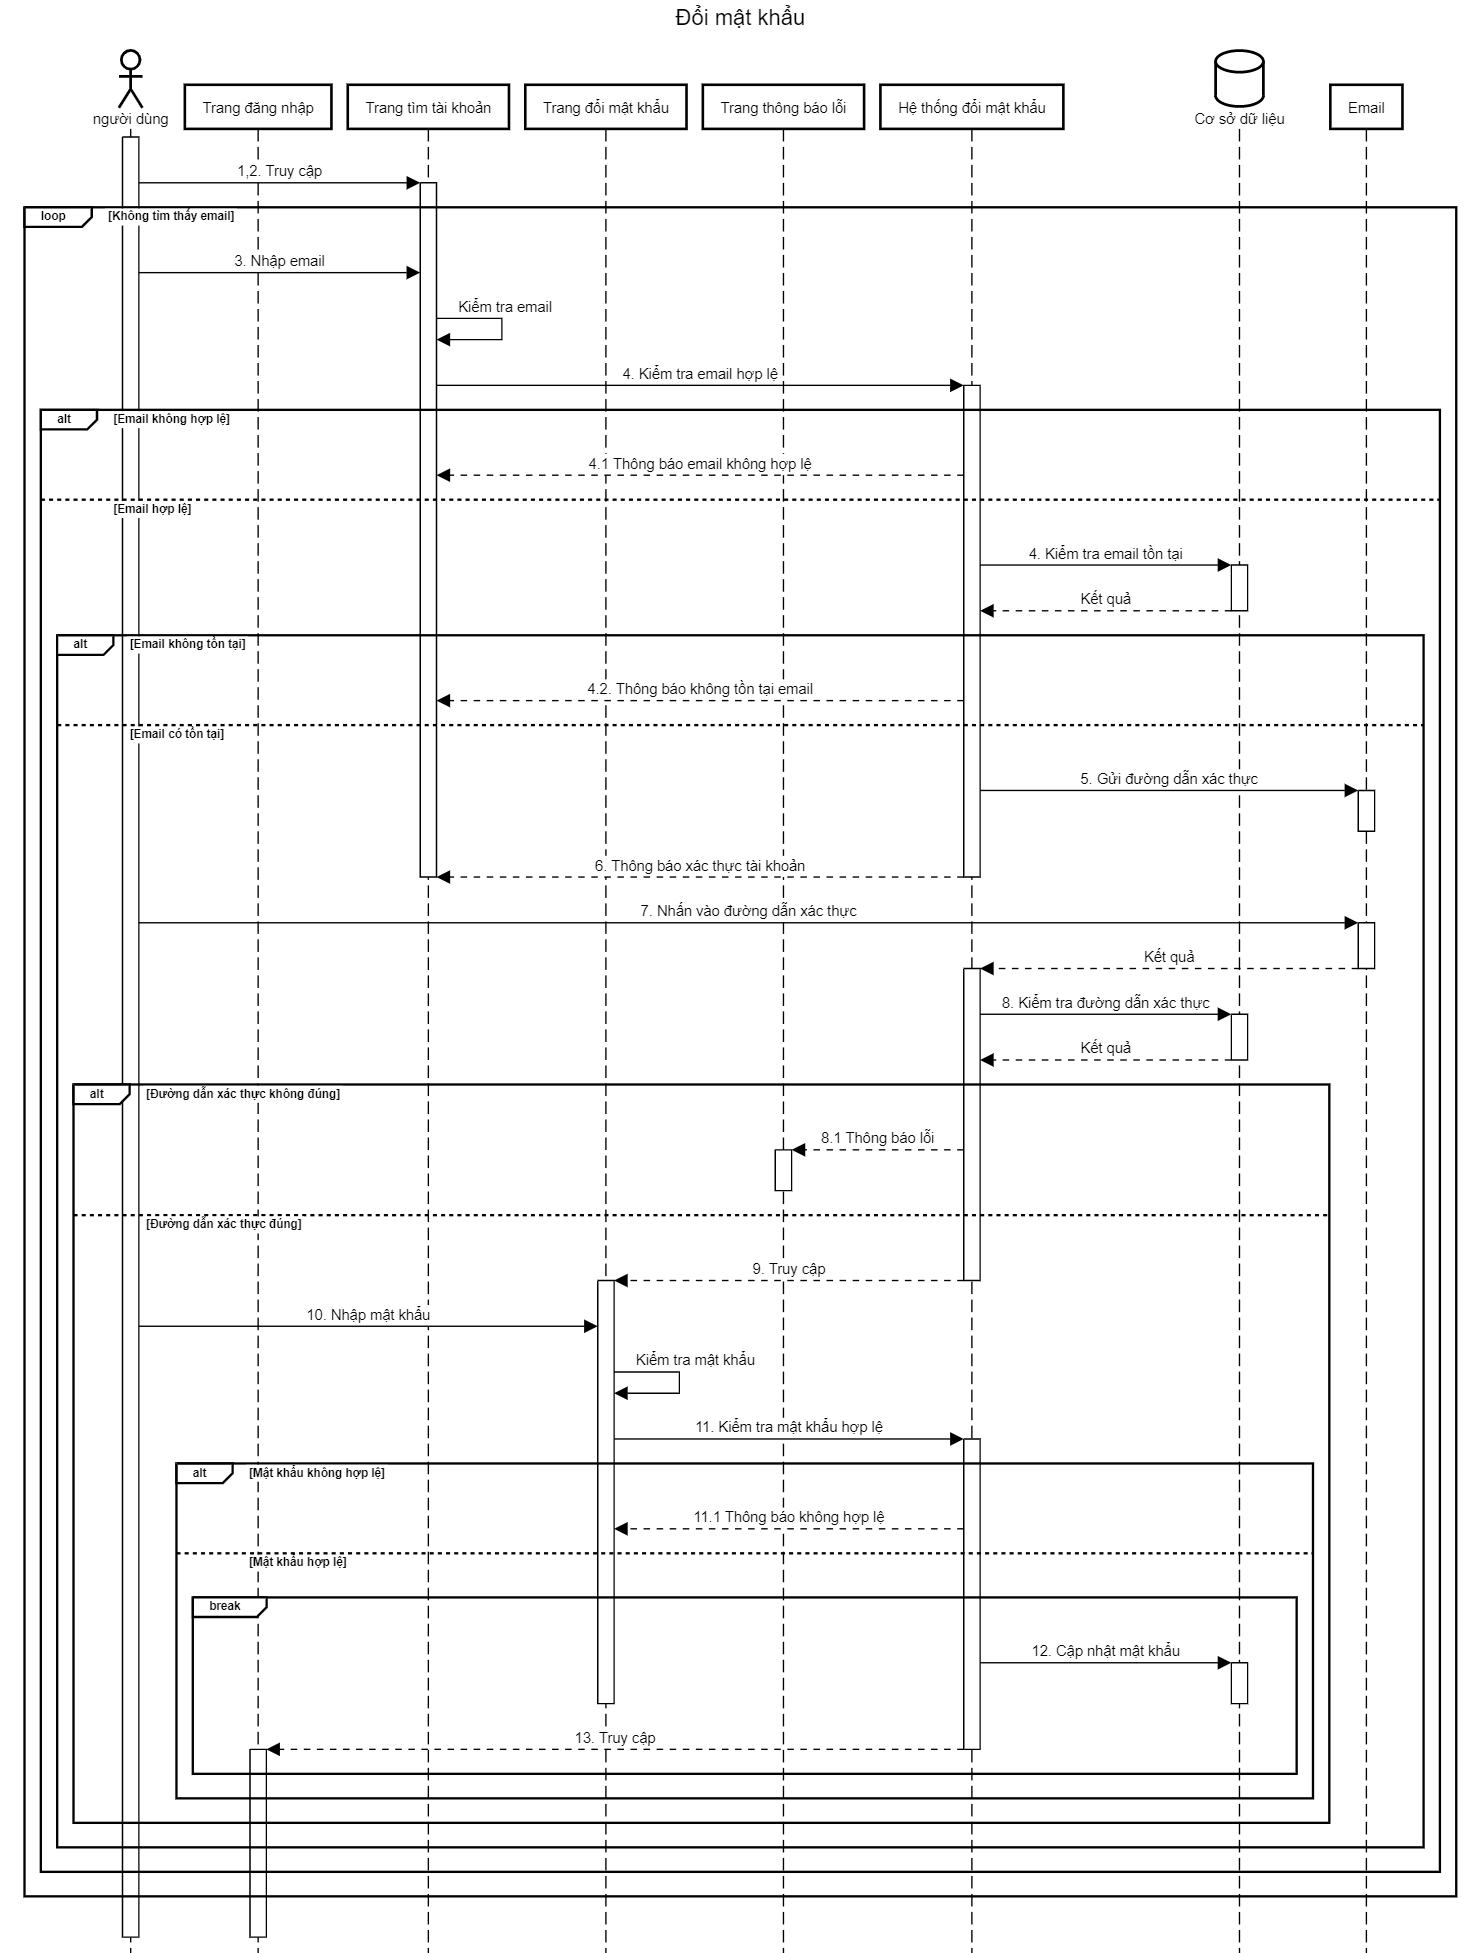 Đổi mật khẩu
người dùng
Trang đăng nhập
Trang tìm tài khoản
Trang đổi mật khẩu
Trang thông báo lỗi
Hệ thống đổi mật khẩu
Cơ sở dữ liệu
Email
1,2. Truy cập
loop [Không tìm thấy email]
3. Nhập email
Kiểm tra email
4. Kiểm tra email hợp lệ
alt [Email không hợp lệ]
4.1 Thông báo email không hợp lệ
[Email hợp lệ]
4. Kiểm tra email tồn tại
Kết quả
alt [Email không tồn tại]
4.2. Thông báo không tồn tại email
[Email có tồn tại]
5. Gửi đường dẫn xác thực
6. Thông báo xác thực tài khoản
7. Nhấn vào đường dẫn xác thực
Kết quả
8. Kiểm tra đường dẫn xác thực
Kết quả
alt [Đường dẫn xác thực không đúng]
8.1 Thông báo lỗi
[Đường dẫn xác thực đúng]
9. Truy cập
10. Nhập mật khẩu
Kiểm tra mật khẩu
11. Kiểm tra mật khẩu hợp lệ
alt [Mật khẩu không hợp lệ]
11.1 Thông báo không hợp lệ
[Mật khẩu hợp lệ]
break
12. Cập nhật mật khẩu
13. Truy cập